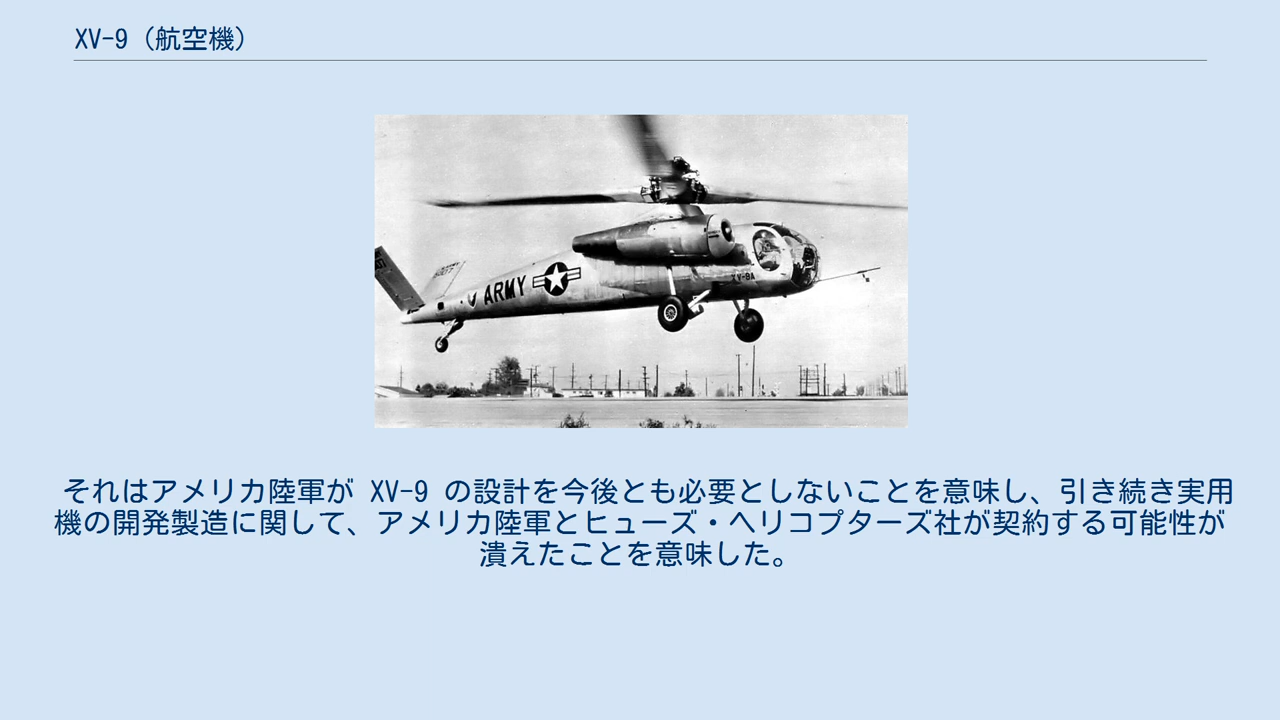 XV-9（航空機）
ARMY
XV-9A
それはアメリカ陸軍が XV-9 の設計を今後とも必要としないことを意味し、引き続き実用
機の開発製造に関して、アメリカ陸軍とヒューズ・ヘリコプターズ社が契約する可能性が
潰えたことを意味した。